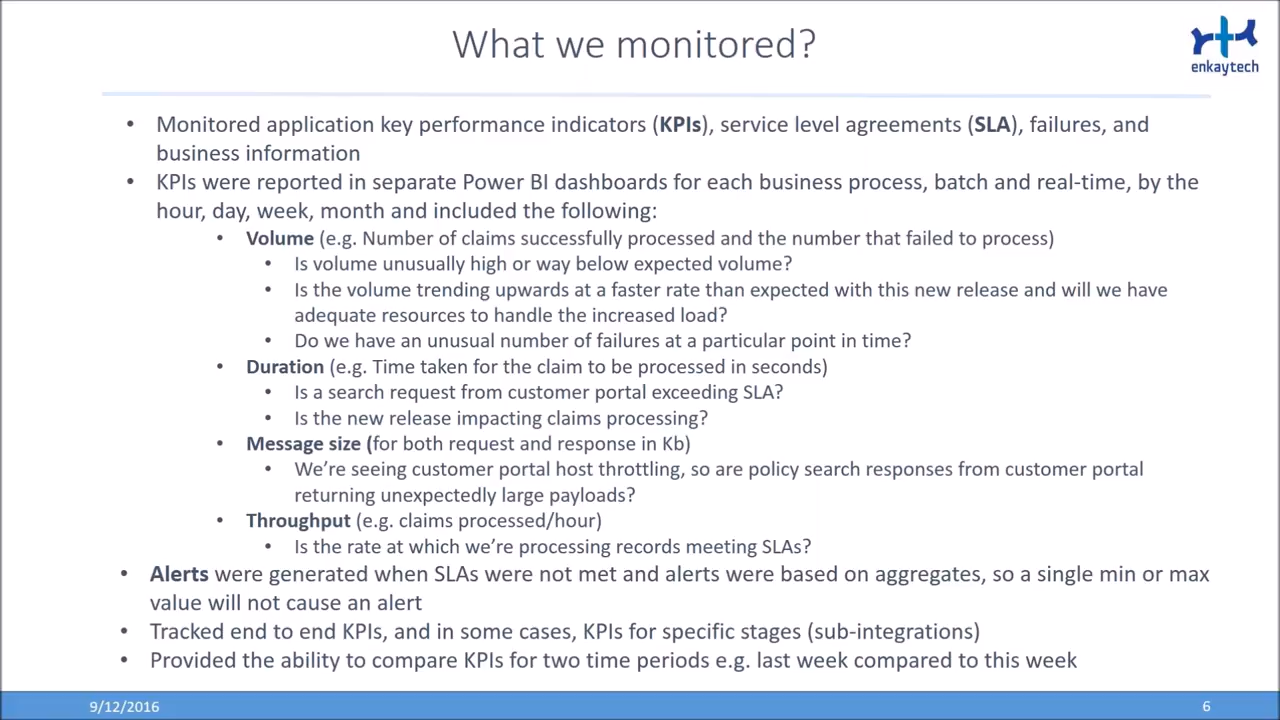 What we monitored?
enkaytech
• Monitored application key performance indicators (KPIs), service level agreements (SLA), failures, and
business information
• KPIs were reported in separate Power BI dashboards for each business process, batch and real-time, by the
hour, day, week, month and included the following:
• Volume (e.g. Number of claims successfully processed and the number that failed to process)
• Is volume unusually high or way below expected volume?
• Is the volume trending upwards at a faster rate than expected with this new release and will we have
adequate resources to handle the increased load?
• Do we have an unusual number of failures at a particular point in time?
• Duration (e.g. Time taken for the claim to be processed in seconds)
• Is a search request from customer portal exceeding SLA?
• Is the new release impacting claims processing?
• Message size (for both request and response in Kb)
• We’re seeing customer portal host throttling, so are policy search responses from customer portal
returning unexpectedly large payloads?
• Throughput (e.g. claims processed/hour)
• Is the rate at which we’re processing records meeting SLAs?
• Alerts were generated when SLAs were not met and alerts were based on aggregates, so a single min or max
value will not cause an alert
• Tracked end to end KPIs, and in some cases, KPIs for specific stages (sub-integrations)
• Provided the ability to compare KPIs for two time periods e.g. last week compared to this week
9/12/2016
6